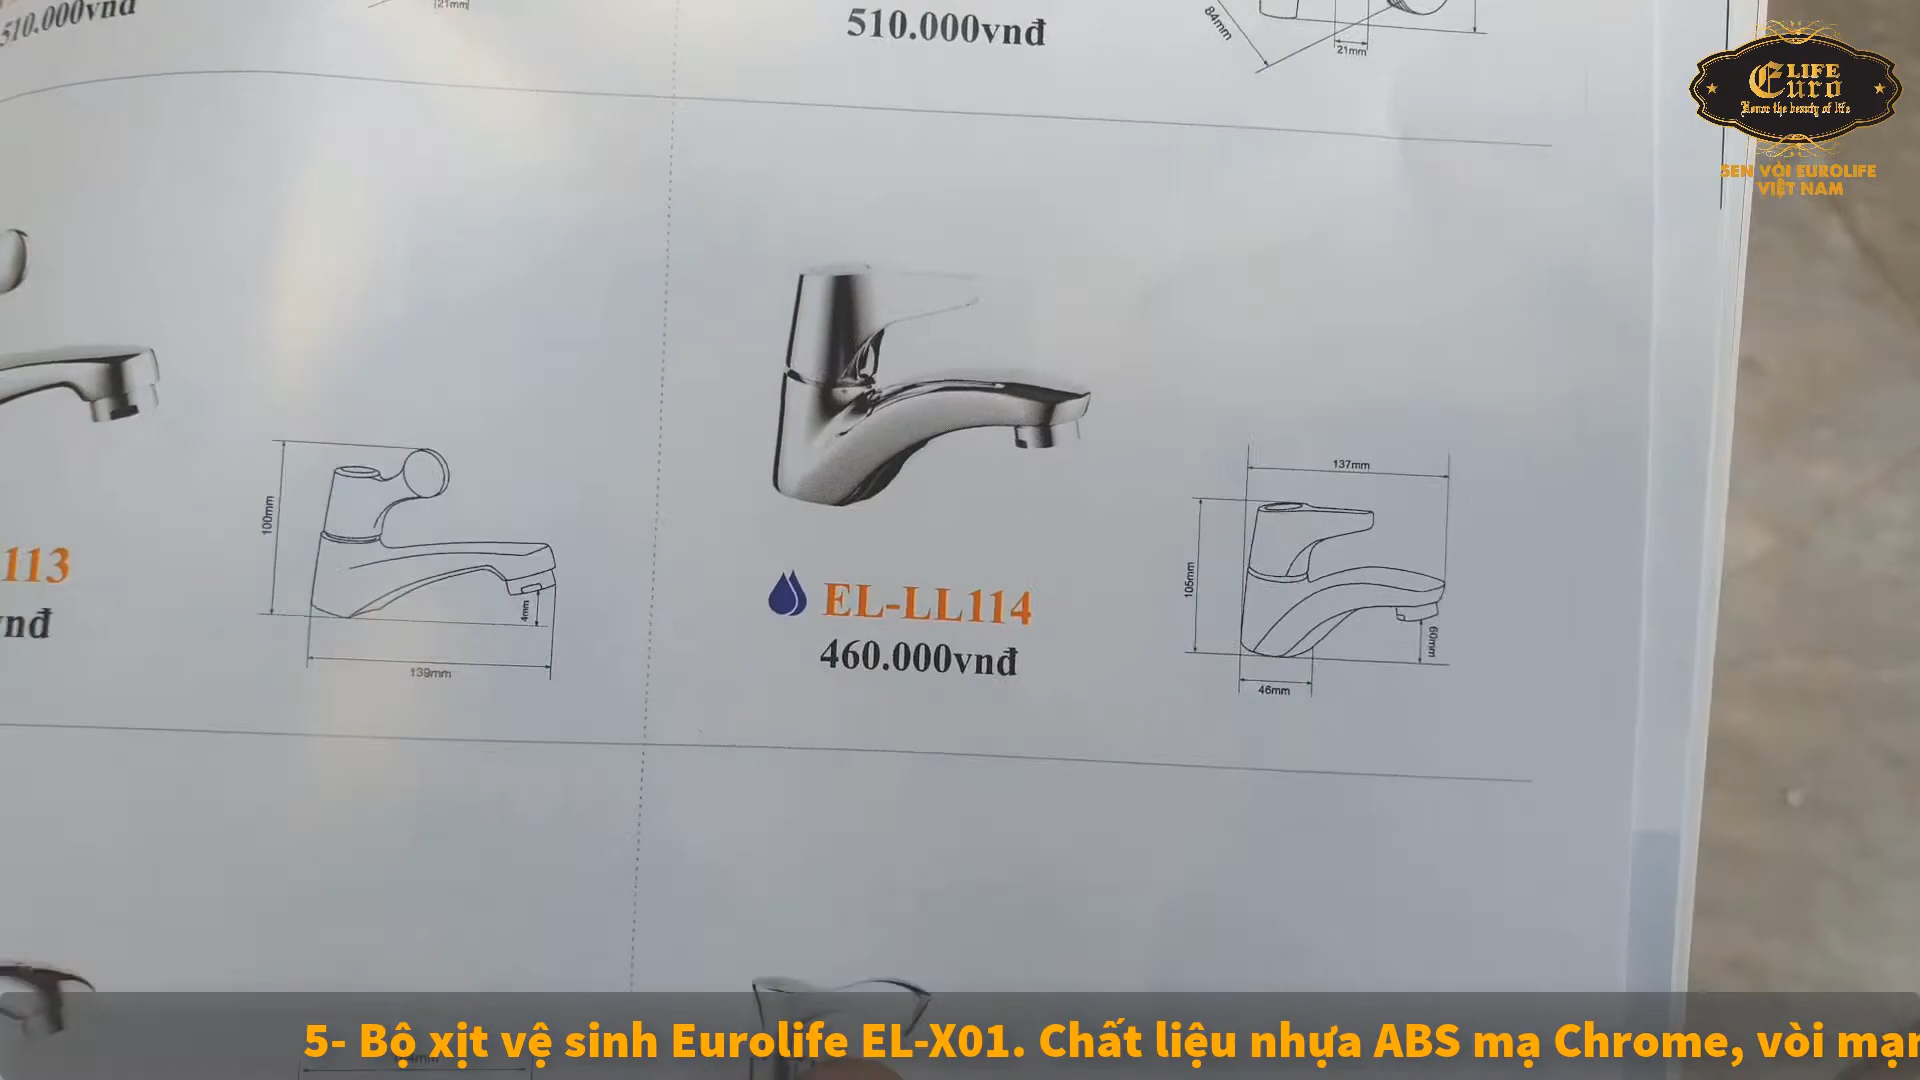 510.000vnđ
21mm
510.000vnđ
84mm
21mm
LIFE
Euro
Honor the beauty of life
SEN VÒI EUROLIFE
VIỆT NAM
100mm
4mm
139mm
113
vnđ
EL-LL114
460.000vnđ
137mm
105mm
60mm
46mm
5- Bộ xịt vệ sinh Eurolife EL-X01. Chất liệu nhựa ABS mạ Chrome, vòi mạ